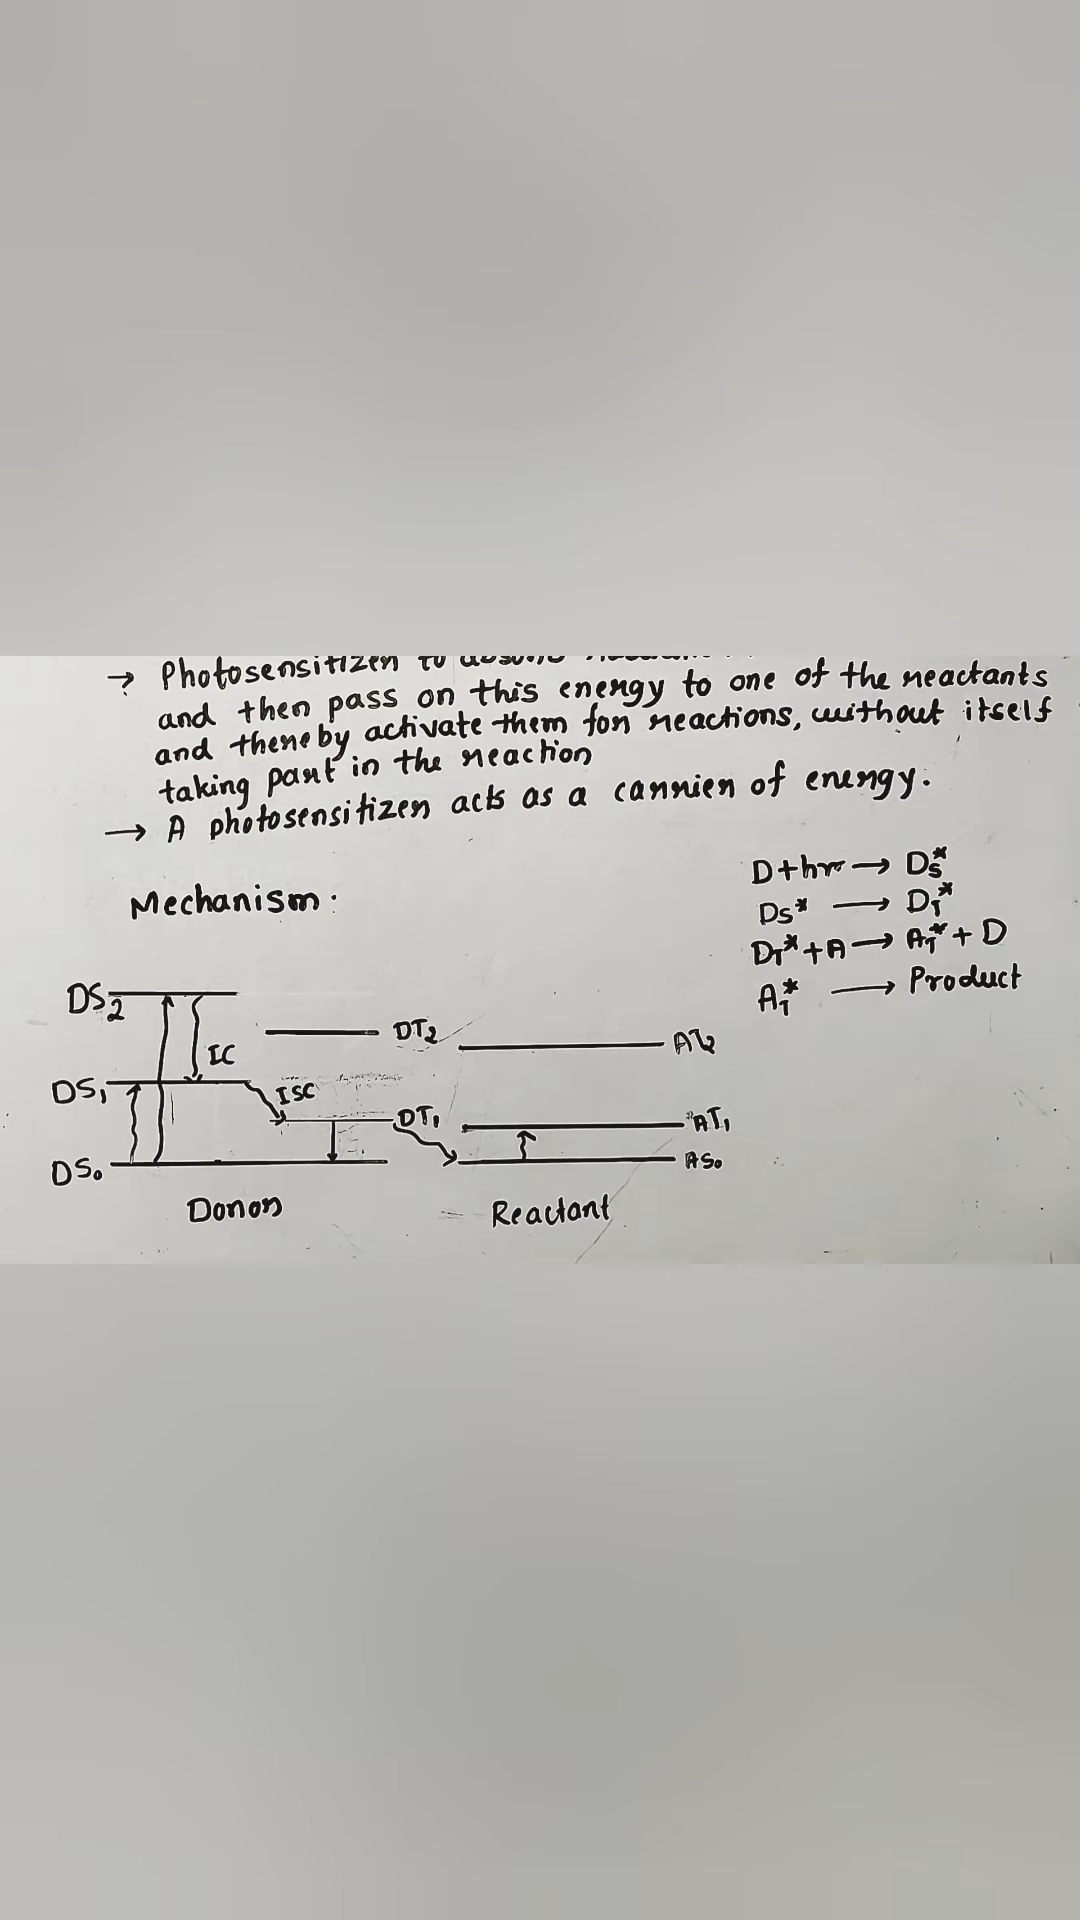 → Photosensitizer to absorb
and then pass on this energy to one of the reactants
and thereby activate them for reactions, without itself
taking part in the reaction
→ A photosensitizer acts as a carrier of energy.
Mechanism:
D+hν → Ds*
Ds* → DT*
DT*+A → AT*+D
AT* → Product
DS2
IC
DT2
AT2
DS1
ISC
DT1
AT1
DS0
AS0
Donor
Reactant